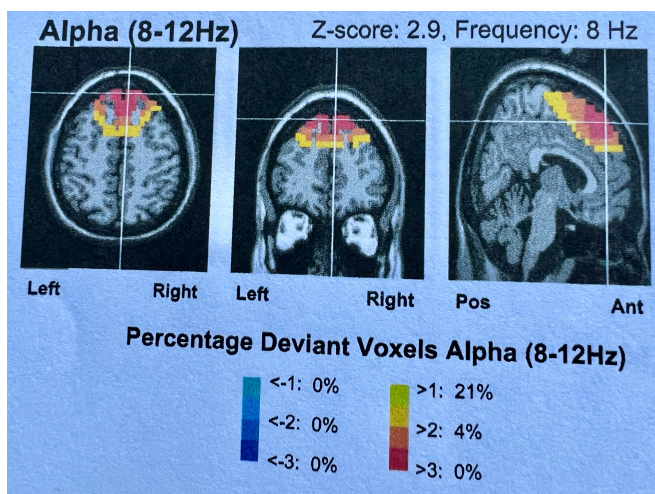 Alpha (8-12Hz)
Z-score: 2.9, Frequency: 8 Hz
Left Right
Left Right
Pos Ant
Percentage Deviant Voxels Alpha (8-12Hz)
<-1: 0%
<-2: 0%
<-3: 0%
>1: 21%
>2: 4%
>3: 0%